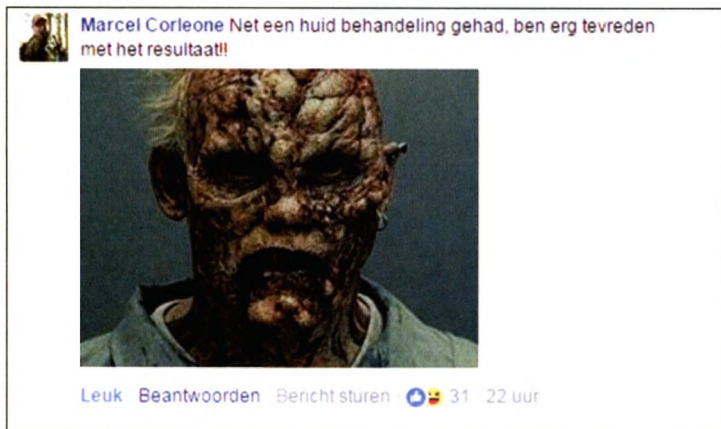 Marcel Corleone Net een huid behandeling gehad, ben erg tevreden
met het resultaat!!
Leuk · Beantwoorden · Bericht sturen · 31 · 22 uur